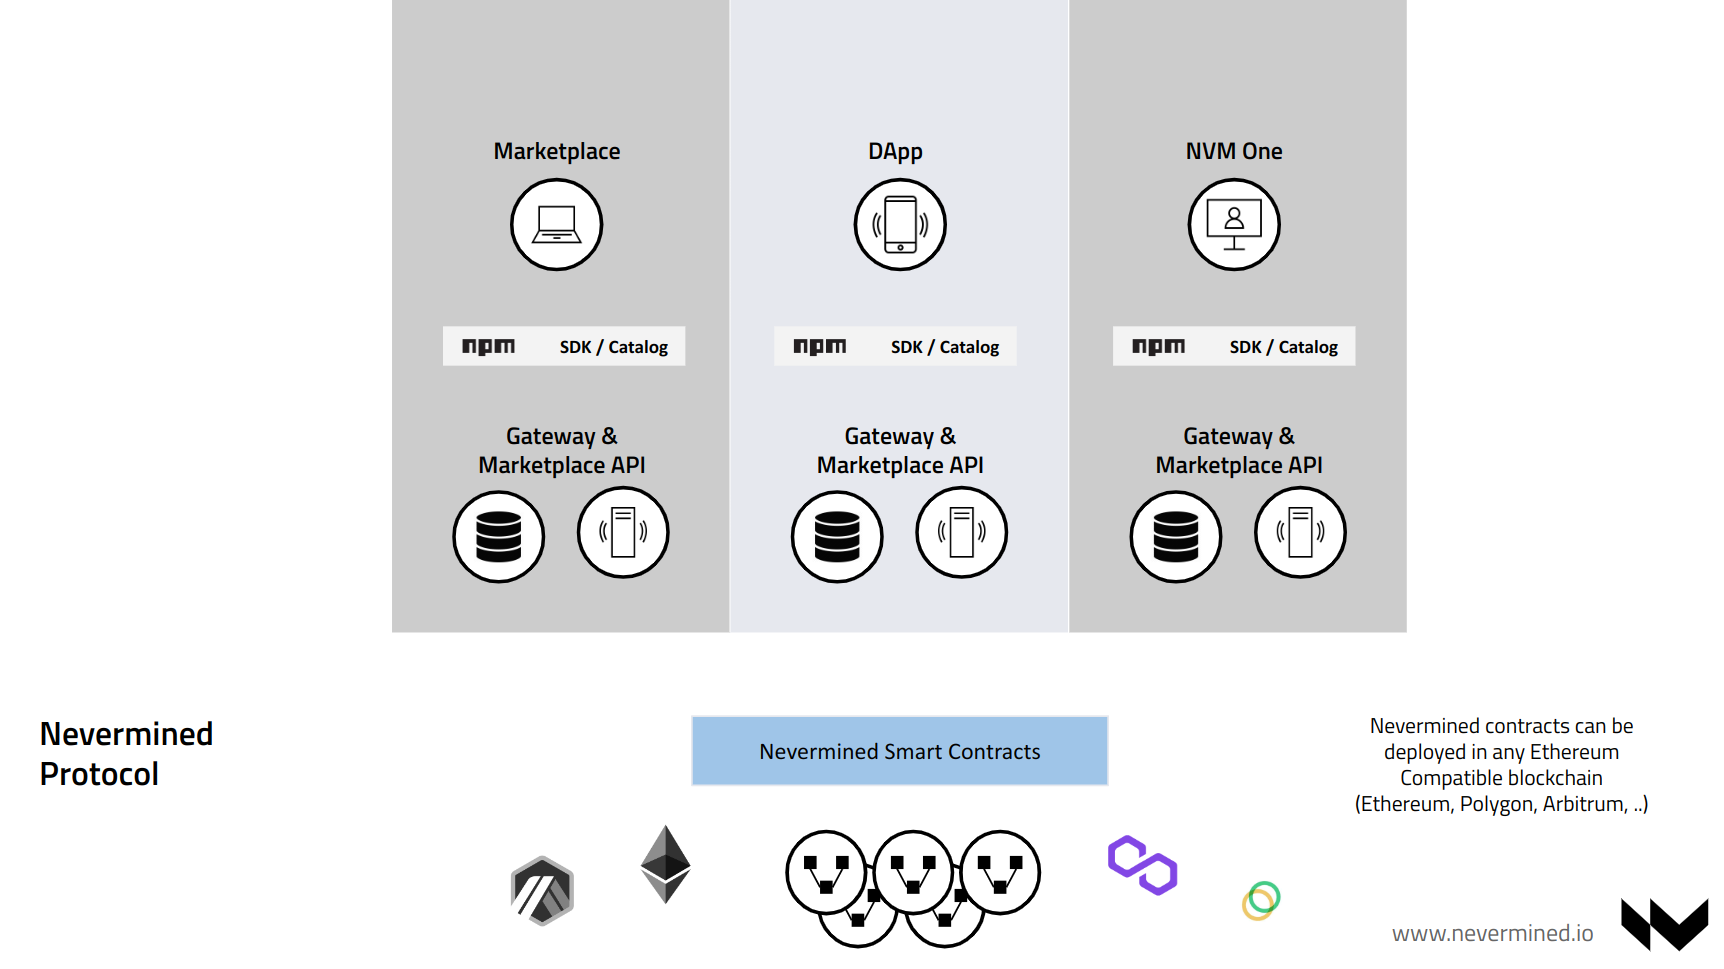 Marketplace
DApp
NVM One
npm SDK / Catalog
npm SDK / Catalog
npm SDK / Catalog
Gateway &
Marketplace API
Gateway &
Marketplace API
Gateway &
Marketplace API
Nevermined
Protocol
Nevermined Smart Contracts
Nevermined contracts can be
deployed in any Ethereum
Compatible blockchain
(Ethereum, Polygon, Arbitrum, ..)
www.nevermined.io